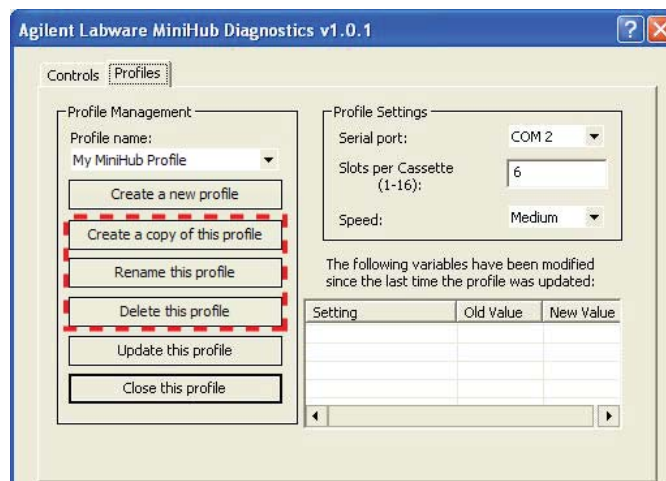 Agilent Labware MiniHub Diagnostics v1.0.1
Controls
Profiles
Profile Management
Profile name:
My MiniHub Profile
Create a new profile
Create a copy of this profile
Rename this profile
Delete this profile
Update this profile
Close this profile
Profile Settings
Serial port:
COM 2
Slots per Cassette
(1-16):
6
Speed:
Medium
The following variables have been modified
since the last time the profile was updated:
Setting
Old Value
New Value